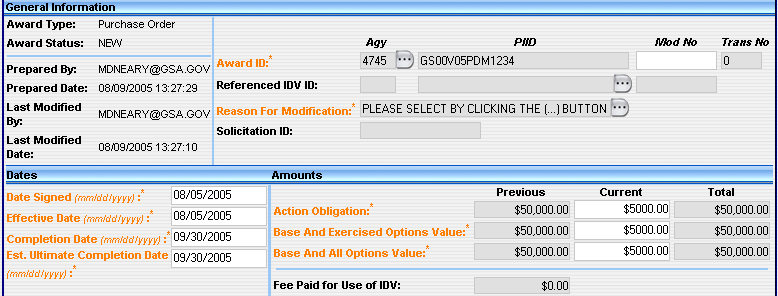 General Information
Award Type: Purchase Order
Award Status: NEW
Prepared By: MDNEARY@GSA.GOV
Prepared Date: 08/09/2005 13:27:29
Last Modified By: MDNEARY@GSA.GOV
Last Modified Date: 08/09/2005 13:27:10
Agy PIID Mod No Trans No
Award ID:* 4745 ... GS00V05PDM1234 0
Referenced IDV ID: ...
Reason For Modification:* PLEASE SELECT BY CLICKING THE (...) BUTTON ...
Solicitation ID:
Dates
Date Signed (mm/dd/yyyy) :* 08/05/2005
Effective Date (mm/dd/yyyy) :* 08/05/2005
Completion Date (mm/dd/yyyy) :* 09/30/2005
Est. Ultimate Completion Date 09/30/2005
(mm/dd/yyyy) :*
Amounts
Previous Current Total
Action Obligation:* $50,000.00 $5000.00 $50,000.00
Base And Exercised Options Value:* $50,000.00 $5000.00 $50,000.00
Base And All Options Value:* $50,000.00 $5000.00 $50,000.00
Fee Paid for Use of IDV: $0.00